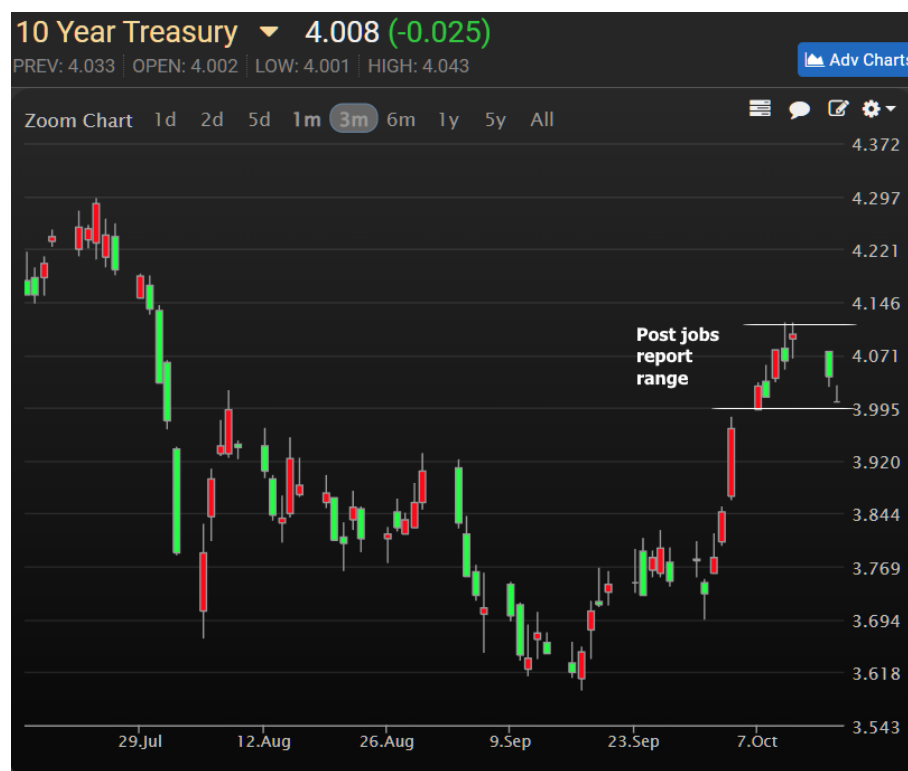 10 Year Treasury 4.008 (-0.025)
PREV: 4.033 OPEN: 4.002 LOW: 4.001 HIGH: 4.043
Adv Charts
Zoom Chart 1d 2d 5d 1m 3m 6m 1y 5y All
4.372
4.297
4.221
4.146
Post jobs
report
range
4.071
3.995
3.920
3.844
3.769
3.694
3.618
3.543
29.Jul 12.Aug 26.Aug 9.Sep 23.Sep 7.Oct